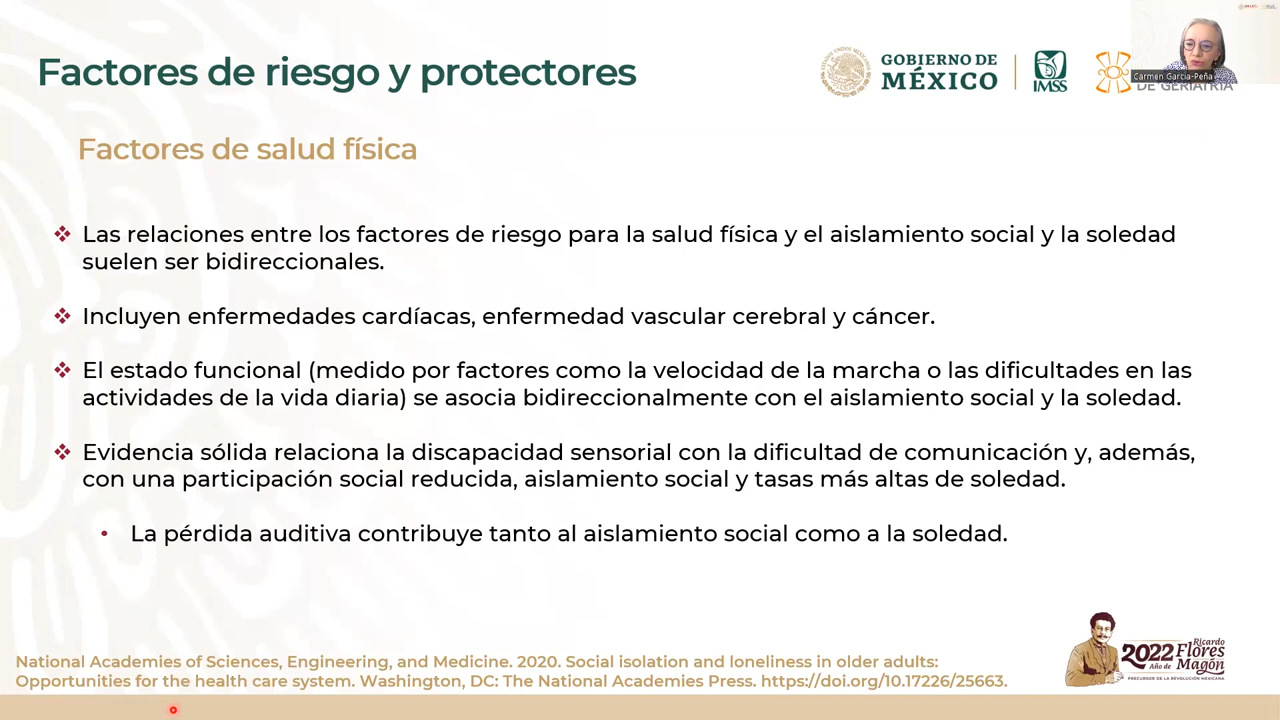 Factores de riesgo y protectores
GOBIERNO DE
MÉXICO
IMSS
DE GERIATRÍA
Carmen García-Peña
Factores de salud física
Las relaciones entre los factores de riesgo para la salud física y el aislamiento social y la soledad
suelen ser bidireccionales.
Incluyen enfermedades cardíacas, enfermedad vascular cerebral y cáncer.
El estado funcional (medido por factores como la velocidad de la marcha o las dificultades en las
actividades de la vida diaria) se asocia bidireccionalmente con el aislamiento social y la soledad.
Evidencia sólida relaciona la discapacidad sensorial con la dificultad de comunicación y, además,
con una participación social reducida, aislamiento social y tasas más altas de soledad.
• La pérdida auditiva contribuye tanto al aislamiento social como a la soledad.
National Academies of Sciences, Engineering, and Medicine. 2020. Social isolation and loneliness in older adults:
Opportunities for the health care system. Washington, DC: The National Academies Press. https://doi.org/10.17226/25663.
2022 Ricardo
Año de Flores
Magón
PRECURSOR DE LA REVOLUCIÓN MEXICANA